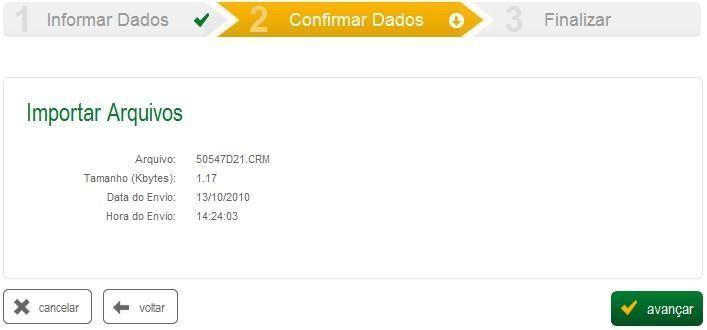 1 Informar Dados 2 Confirmar Dados 3 Finalizar
Importar Arquivos
Arquivo: 50547D21.CRM
Tamanho (Kbytes): 1.17
Data do Envio: 13/10/2010
Hora do Envio: 14:24:03
cancelar voltar avançar